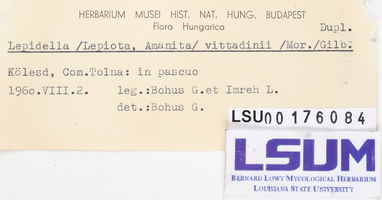 HERBARIUM MUSEI HIST. NAT. HUNG. BUDAPEST
Flora Hungarica Dupl.
Lepidella /Lepiota, Amanita/ vittadinii /Mor./Gilb.
Kölesd, Com.Tolna: in pascuo
196o.VIII.2. leg.:Bohus G.et Imreh L.
det.:Bohus G.
LSU00176084
LSUM
BERNARD LOWY MYCOLOGICAL HERBARIUM
LOUISIANA STATE UNIVERSITY